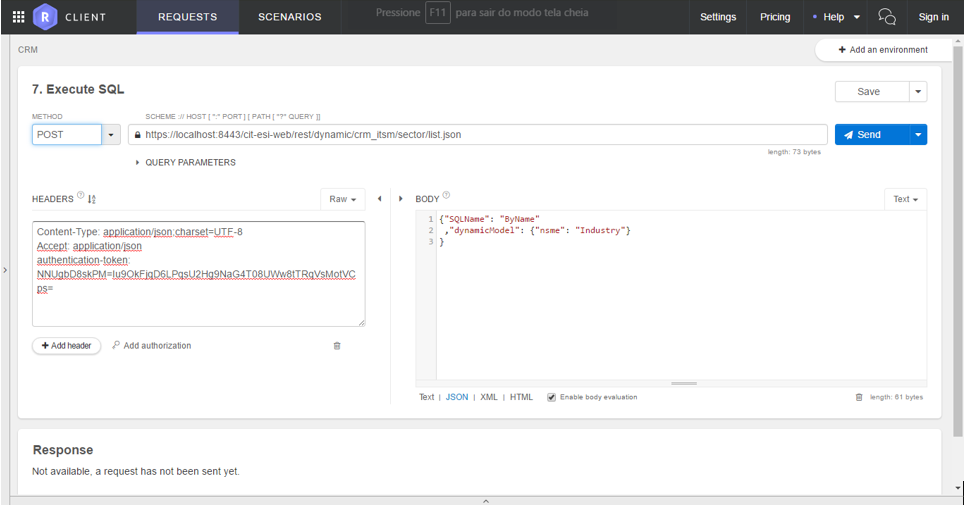 CLIENT REQUESTS SCENARIOS Pressione F11 para sair do modo tela cheia Settings Pricing Help Sign in
CRM
+ Add an environment
7. Execute SQL
Save
METHOD
SCHEME :// HOST [ ":" PORT ] [ PATH [ "?" QUERY ]]
POST
https://localhost:8443/cit-esi-web/rest/dynamic/crm_itsm/sector/list.json
Send
length: 73 bytes
QUERY PARAMETERS
HEADERS
Raw
Content-Type: application/json;charset=UTF-8
Accept: application/json
authentication-token:
NNUgbD8skPM=Iu9OkFjqD6LPqsU2Hg9NaG4T08UWw8tTRqVsMotVC
ps=
+ Add header
Add authorization
BODY
Text
1 {"SQLName": "ByName"
2 ,"dynamicModel": {"nsme": "Industry"}
3 }
Text | JSON | XML | HTML
Enable body evaluation
length: 61 bytes
Response
Not available, a request has not been sent yet.